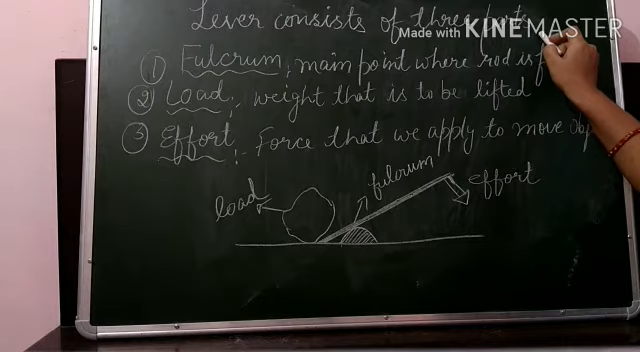 Lever consists of three parts
Made with KINEMASTER
① Fulcrum, main point where rod is
② Load, weight that is to be lifted
③ Effort, Force that we apply to move
load
fulcrum
effort